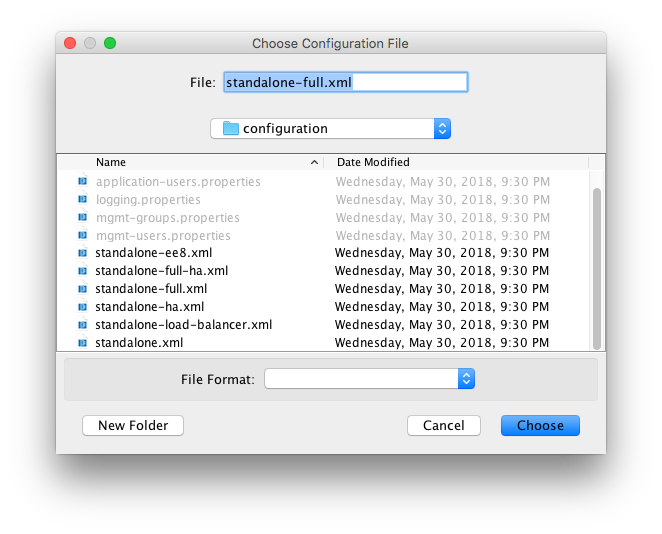 Choose Configuration File
File: standalone-full.xml
configuration
Name Date Modified
application-users.properties Wednesday, May 30, 2018, 9:30 PM
logging.properties Wednesday, May 30, 2018, 9:30 PM
mgmt-groups.properties Wednesday, May 30, 2018, 9:30 PM
mgmt-users.properties Wednesday, May 30, 2018, 9:30 PM
standalone-ee8.xml Wednesday, May 30, 2018, 9:30 PM
standalone-full-ha.xml Wednesday, May 30, 2018, 9:30 PM
standalone-full.xml Wednesday, May 30, 2018, 9:30 PM
standalone-ha.xml Wednesday, May 30, 2018, 9:30 PM
standalone-load-balancer.xml Wednesday, May 30, 2018, 9:30 PM
standalone.xml Wednesday, May 30, 2018, 9:30 PM
File Format:
New Folder Cancel Choose